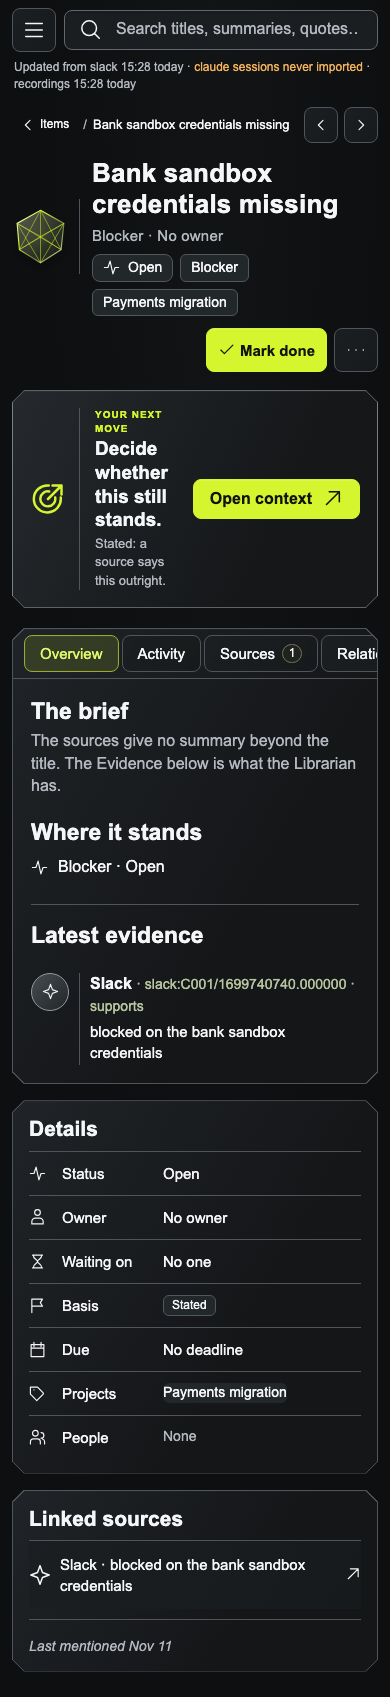 Search titles, summaries, quotes..
Updated from slack 15:28 today · claude sessions never imported ·
recordings 15:28 today
Items / Bank sandbox credentials missing
Bank sandbox
credentials missing
Blocker · No owner
Open Blocker
Payments migration
Mark done ···
YOUR NEXT
MOVE
Decide
whether
this still
stands.
Stated: a
source says
this outright.
Open context
Overview Activity Sources 1 Relati
The brief
The sources give no summary beyond the
title. The Evidence below is what the Librarian
has.
Where it stands
Blocker · Open
Latest evidence
Slack · slack:C001/1699740740.000000 ·
supports
blocked on the bank sandbox
credentials
Details
Status Open
Owner No owner
Waiting on No one
Basis Stated
Due No deadline
Projects Payments migration
People None
Linked sources
Slack · blocked on the bank sandbox
credentials
Last mentioned Nov 11